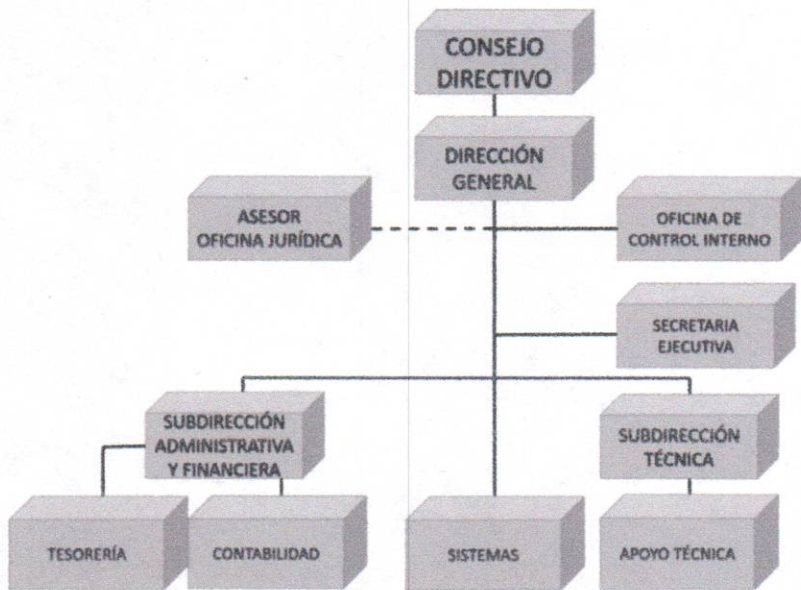 CONSEJO
DIRECTIVO
DIRECCIÓN
GENERAL
ASESOR
OFICINA JURÍDICA
OFICINA DE
CONTROL INTERNO
SECRETARIA
EJECUTIVA
SUBDIRECCIÓN
ADMINISTRATIVA
Y FINANCIERA
SUBDIRECCIÓN
TÉCNICA
TESORERÍA
CONTABILIDAD
SISTEMAS
APOYO TÉCNICA